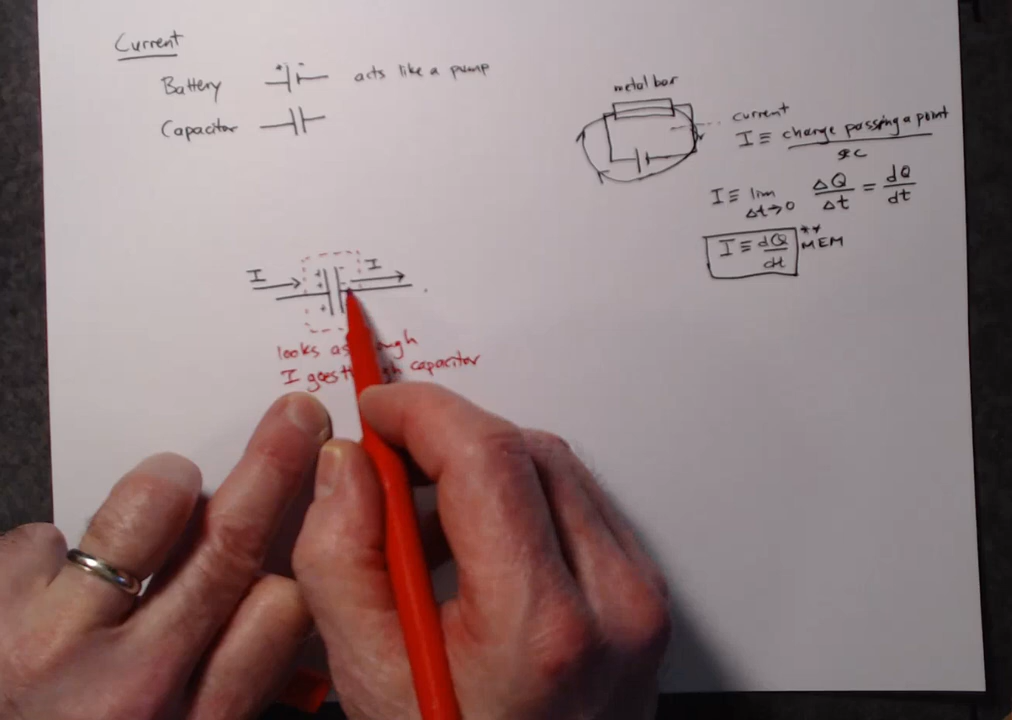 Current
Battery + - acts like a pump
Capacitor
metal bar
current
I ≡ charge passing a point
sec
I ≡ lim ΔQ = dQ
Δt→0 Δt dt
I ≡ dQ ** MEM
dt
I I
+ -
+ -
+
looks as
I goes capacitor